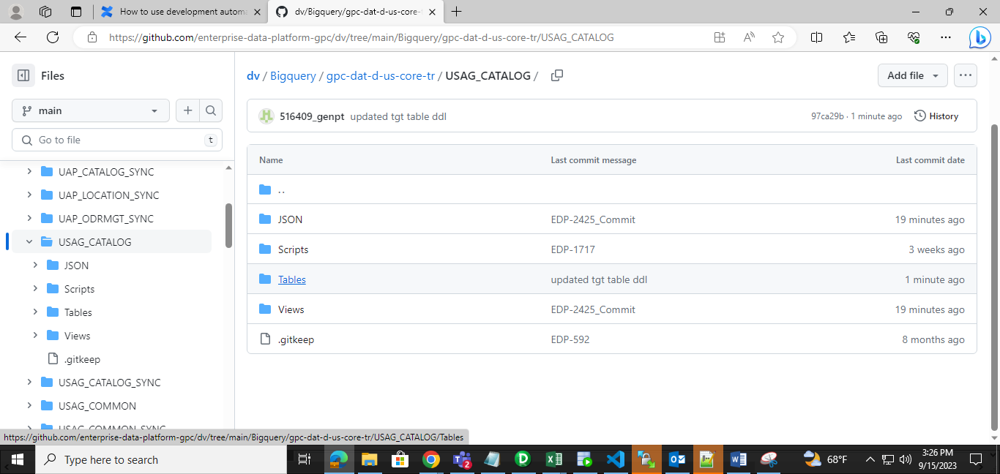 How to use development automa
dv/Bigquery/gpc-dat-d-us-core-t
https://github.com/enterprise-data-platform-gpc/dv/tree/main/Bigquery/gpc-dat-d-us-core-tr/USAG_CATALOG
Files
main
Go to file
t
UAP_CATALOG_SYNC
UAP_LOCATION_SYNC
UAP_ODRMGT_SYNC
USAG_CATALOG
JSON
Scripts
Tables
Views
.gitkeep
USAG_CATALOG_SYNC
USAG_COMMON
USAG_COMMON_SYNC
dv / Bigquery / gpc-dat-d-us-core-tr / USAG_CATALOG /
Add file
516409_genpt updated tgt table ddl
97ca29b · 1 minute ago
History
Name Last commit message Last commit date
..
JSON EDP-2425_Commit 19 minutes ago
Scripts EDP-1717 3 weeks ago
Tables updated tgt table ddl 1 minute ago
Views EDP-2425_Commit 19 minutes ago
.gitkeep EDP-592 8 months ago
https://github.com/enterprise-data-platform-gpc/dv/tree/main/Bigquery/gpc-dat-d-us-core-tr/USAG_CATALOG/Tables
Type here to search
2
68°F
3:26 PM
9/15/2023